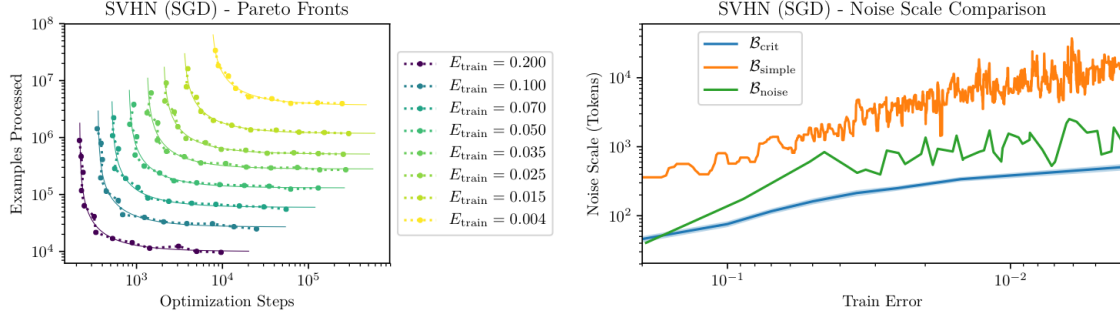 SVHN (SGD) - Pareto Fronts
Examples Processed
10^8
10^7
10^6
10^5
10^4
10^3
10^4
10^5
Optimization Steps
E_train = 0.200
E_train = 0.100
E_train = 0.070
E_train = 0.050
E_train = 0.035
E_train = 0.025
E_train = 0.015
E_train = 0.004
SVHN (SGD) - Noise Scale Comparison
Noise Scale (Tokens)
10^4
10^3
10^2
10^-1
10^-2
Train Error
B_crit
B_simple
B_noise